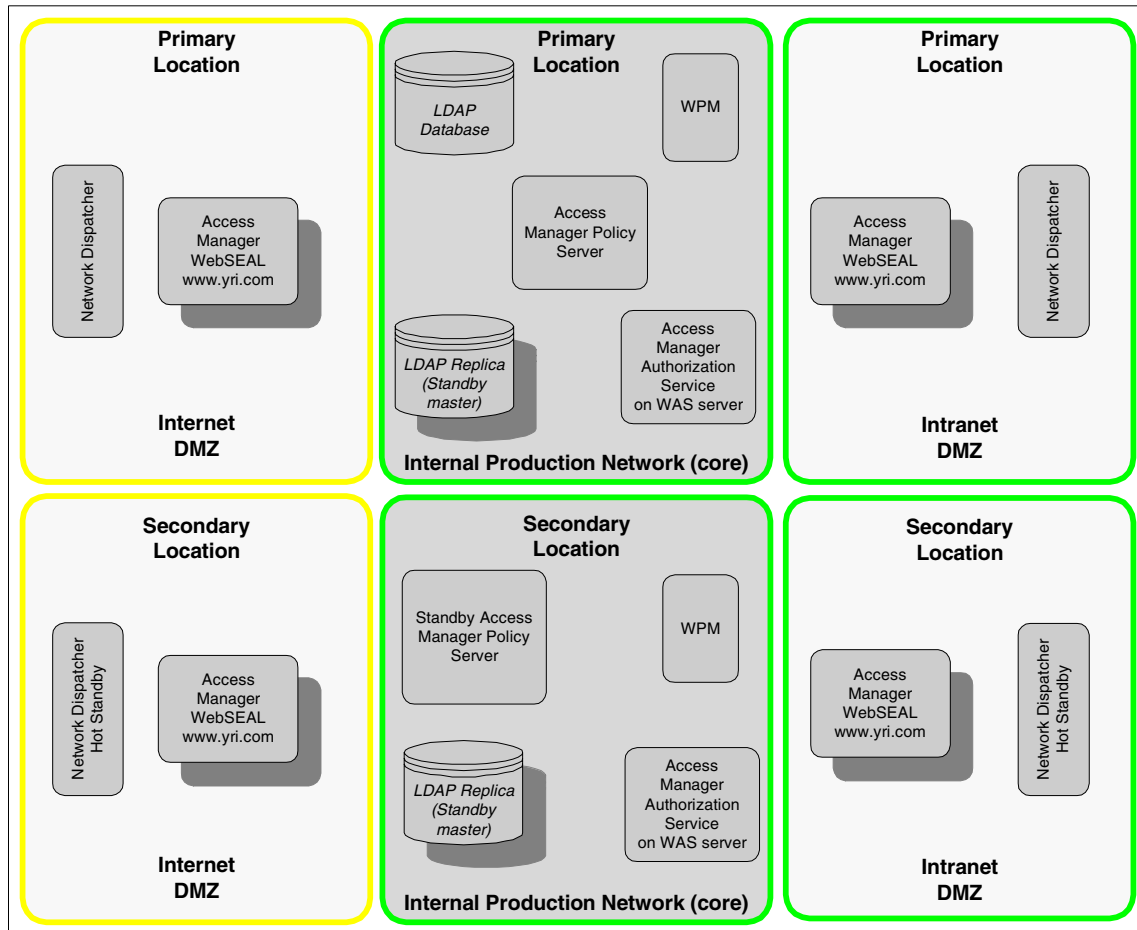 Primary
Location
Network Dispatcher
Access
Manager
WebSEAL
www.yri.com
Internet
DMZ
Primary
Location
LDAP
Database
WPM
Access
Manager Policy
Server
LDAP Replica
(Standby
master)
Access
Manager
Authorization
Service
on WAS server
Internal Production Network (core)
Primary
Location
Access
Manager
WebSEAL
www.yri.com
Network Dispatcher
Intranet
DMZ
Secondary
Location
Network Dispatcher
Hot Standby
Access
Manager
WebSEAL
www.yri.com
Internet
DMZ
Secondary
Location
Standby Access
Manager Policy
Server
WPM
LDAP Replica
(Standby
master)
Access
Manager
Authorization
Service
on WAS server
Internal Production Network (core)
Secondary
Location
Access
Manager
WebSEAL
www.yri.com
Network Dispatcher
Hot Standby
Intranet
DMZ